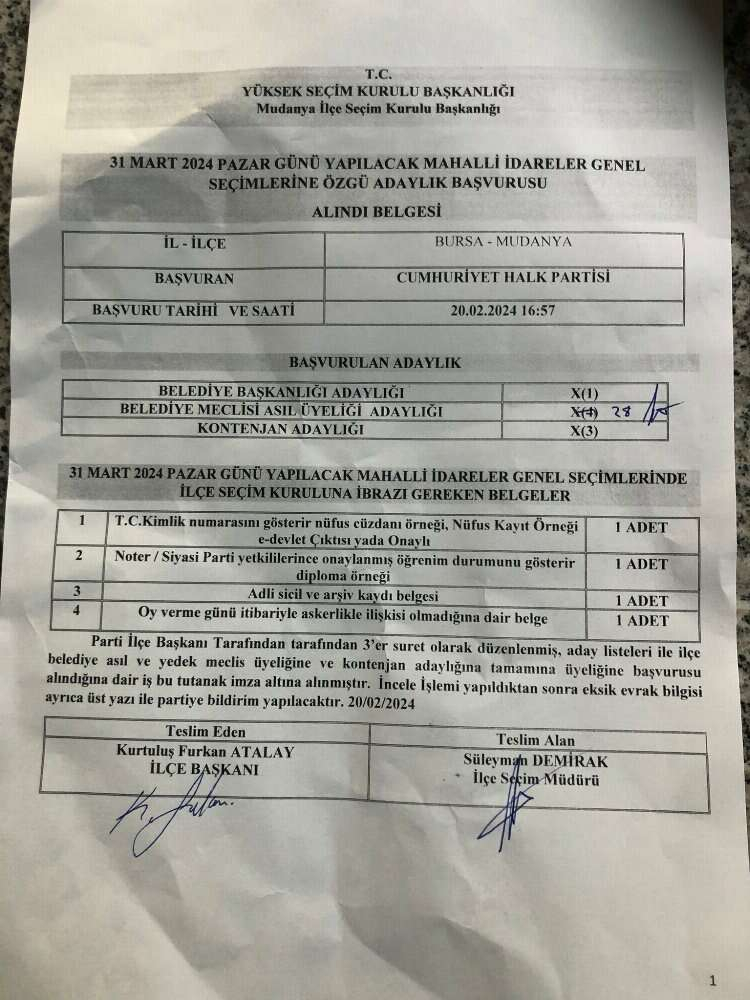 T.C.
YÜKSEK SEÇİM KURULU BAŞKANLIĞI
Mudanya İlçe Seçim Kurulu Başkanlığı
31 MART 2024 PAZAR GÜNÜ YAPILACAK MAHALLİ İDARELER GENEL
SEÇİMLERİNE ÖZGÜ ADAYLIK BAŞVURUSU
ALINDI BELGESİ
İL - İLÇE BURSA - MUDANYA
BAŞVURAN CUMHURİYET HALK PARTİSİ
BAŞVURU TARİHİ VE SAATİ 20.02.2024 16:57
BAŞVURULAN ADAYLIK
BELEDİYE BAŞKANLIĞI ADAYLIĞI X(1)
BELEDİYE MECLİSİ ASIL ÜYELİĞİ ADAYLIĞI 28
KONTENJAN ADAYLIĞI X(3)
31 MART 2024 PAZAR GÜNÜ YAPILACAK MAHALLİ İDARELER GENEL SEÇİMLERİNDE
İLÇE SEÇİM KURULUNA İBRAZI GEREKEN BELGELER
1 T.C.Kimlik numarasını gösterir nüfus cüzdanı örneği, Nüfus Kayıt Örneği 1 ADET
e-devlet Çıktısı yada Onaylı
2 Noter / Siyasi Parti yetkililerince onaylanmış öğrenim durumunu gösterir 1 ADET
diploma örneği
3 Adli sicil ve arşiv kaydı belgesi 1 ADET
4 Oy verme günü itibariyle askerlikle ilişkisi olmadığına dair belge 1 ADET
Parti İlçe Başkanı Tarafından tarafından 3'er suret olarak düzenlenmiş, aday listeleri ile ilçe
belediye asıl ve yedek meclis üyeliğine ve kontenjan adaylığına tamamına üyeliğine başvurusu
alındığına dair iş bu tutanak imza altına alınmıştır. İncele İşlemi yapıldıktan sonra eksik evrak bilgisi
ayrıca üst yazı ile partiye bildirim yapılacaktır. 20/02/2024
Teslim Eden Teslim Alan
Kurtuluş Furkan ATALAY Süleyman DEMİRAK
İLÇE BAŞKANI İlçe Seçim Müdürü
1